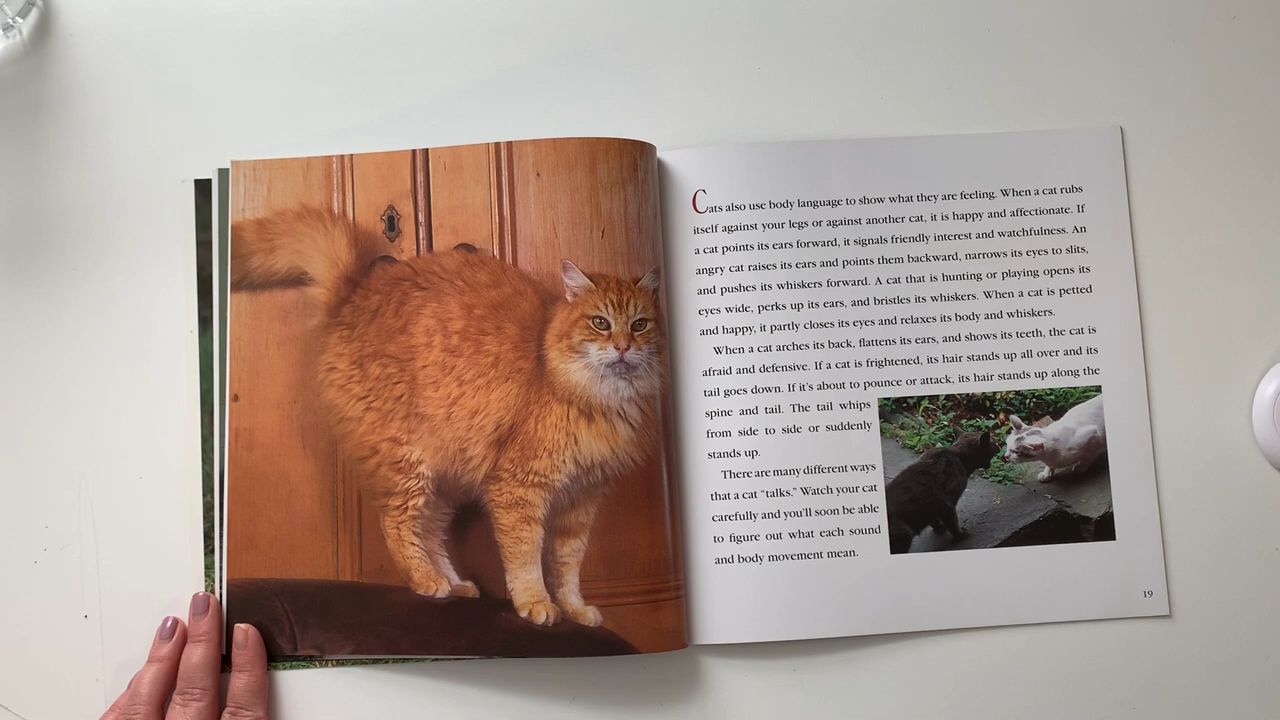 Cats also use body language to show what they are feeling. When a cat rubs
itself against your legs or against another cat, it is happy and affectionate. If
a cat points its ears forward, it signals friendly interest and watchfulness. An
angry cat raises its ears and points them backward, narrows its eyes to slits,
and pushes its whiskers forward. A cat that is hunting or playing opens its
eyes wide, perks up its ears, and bristles its whiskers. When a cat is petted
and happy, it partly closes its eyes and relaxes its body and whiskers.
When a cat arches its back, flattens its ears, and shows its teeth, the cat is
afraid and defensive. If a cat is frightened, its hair stands up all over and its
tail goes down. If it's about to pounce or attack, its hair stands up along the
spine and tail. The tail whips
from side to side or suddenly
stands up.
There are many different ways
that a cat “talks.” Watch your cat
carefully and you'll soon be able
to figure out what each sound
and body movement mean.
19